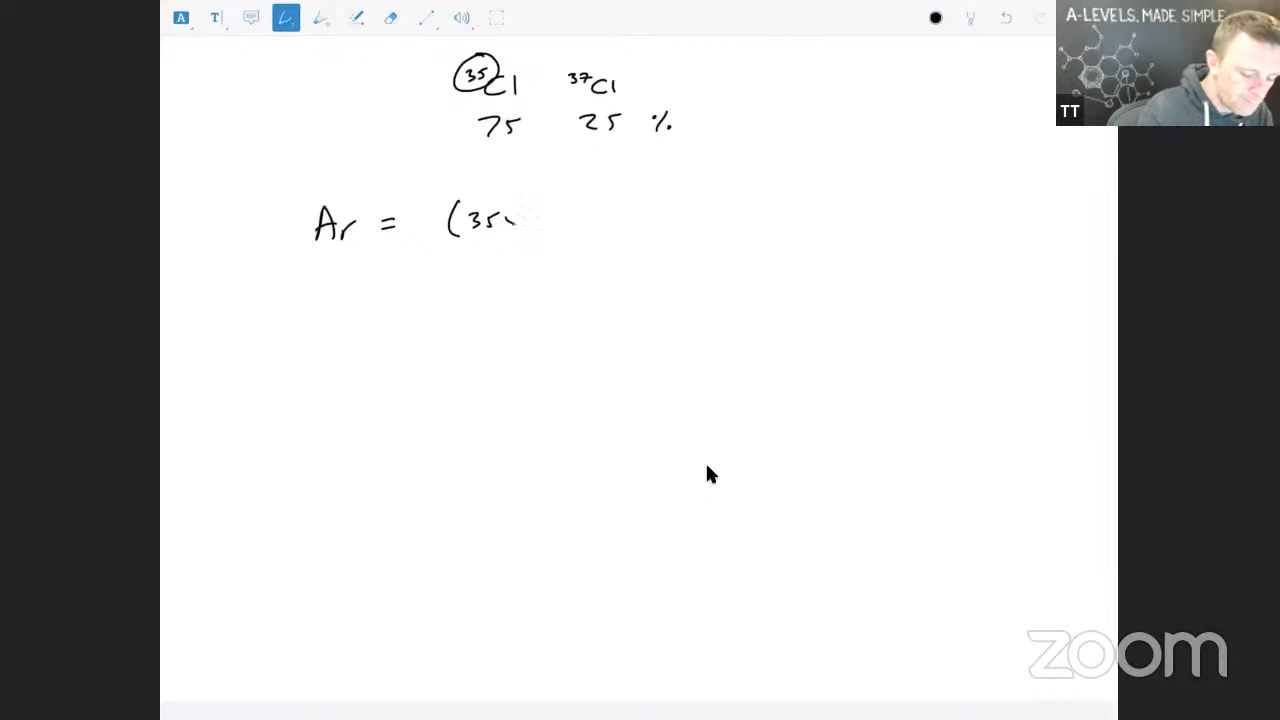 A T
A-LEVELS. MADE SIMPLE
TT
³⁵Cl ³⁷Cl
75 25 %
Ar = (35
zoom